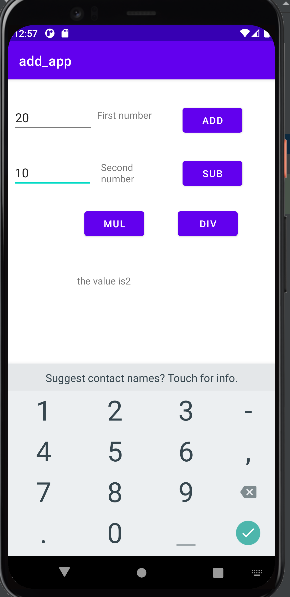 12:57
add_app
20 First number ADD
10 Second number SUB
MUL DIV
the value is2
Suggest contact names? Touch for info.
1 2 3 -
4 5 6 ,
7 8 9
. 0 _